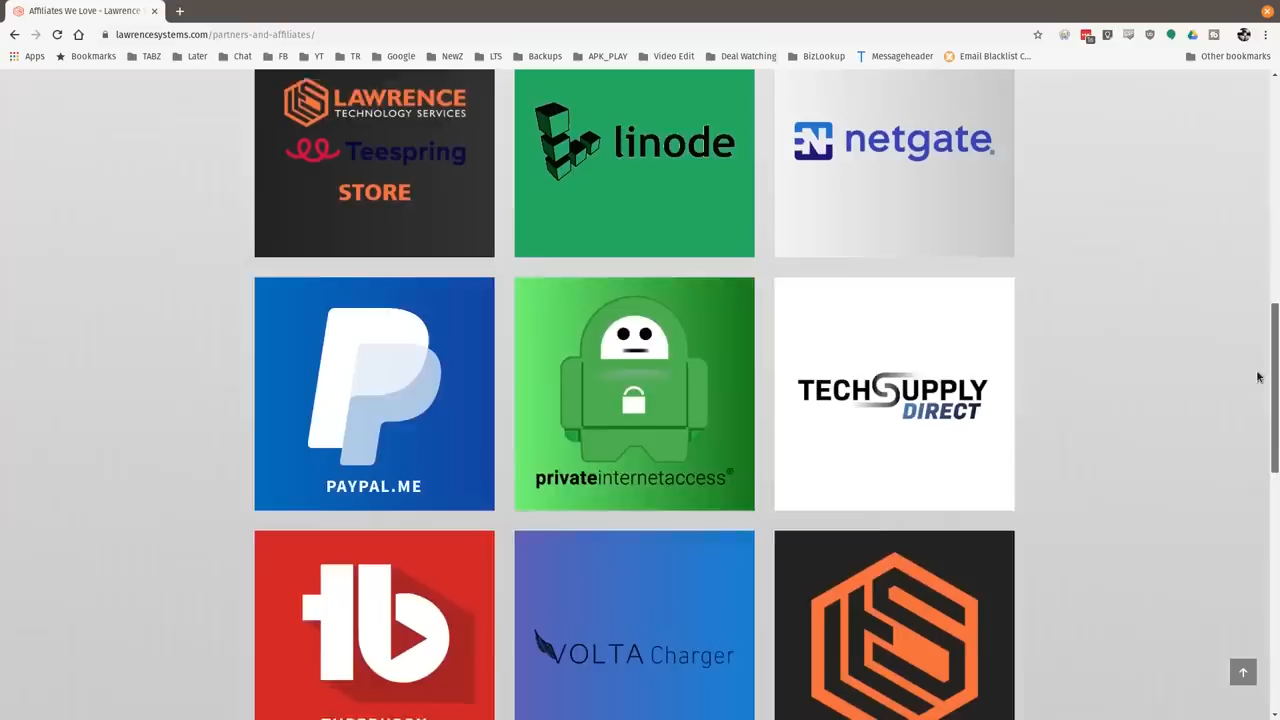 Affiliates We Love - Lawrence
lawrencesystems.com/partners-and-affiliates/
Apps Bookmarks TABZ Later Chat FB YT TR Google NewZ LTS Backups APK_PLAY Video Edit Deal Watching BizLookup Messageheader Email Blacklist C... Other bookmarks
LAWRENCE
TECHNOLOGY SERVICES
Teespring
STORE
linode
netgate
PAYPAL.ME
privateinternetaccess®
TECHSUPPLY
DIRECT
tb
VOLTA Charger